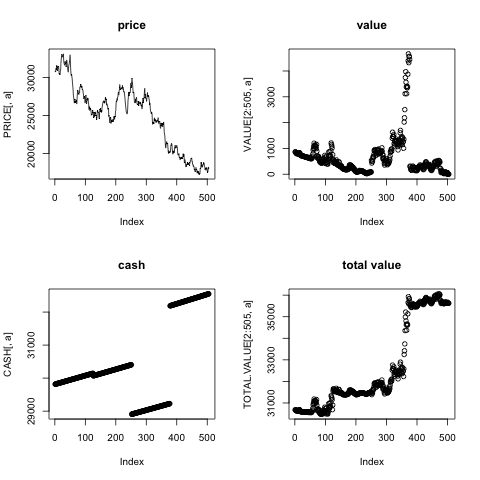 price
PRICE[, a]
20000 25000 30000
0 100 200 300 400 500
Index
value
VALUE[2:505, a]
0 1000 3000
0 100 200 300 400 500
Index
cash
CASH[, a]
29000 31000
0 100 200 300 400 500
Index
total value
TOTAL.VALUE[2:505, a]
31000 33000 35000
0 100 200 300 400 500
Index